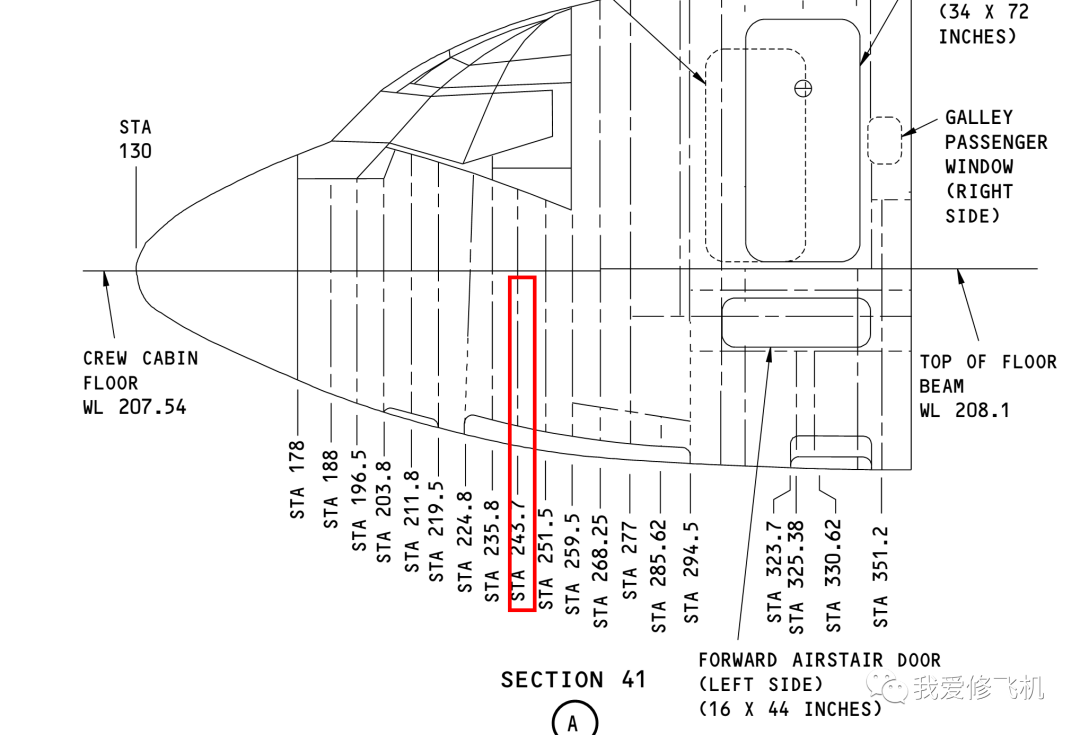 (34 X 72
INCHES)
STA
130
GALLEY
PASSENGER
WINDOW
(RIGHT
SIDE)
CREW CABIN
FLOOR
WL 207.54
TOP OF FLOOR
BEAM
WL 208.1
STA 178
STA 188
STA 196.5
STA 203.8
STA 211.8
STA 219.5
STA 224.8
STA 235.8
STA 243.7
STA 251.5
STA 259.5
STA 268.25
STA 277
STA 285.62
STA 294.5
STA 323.7
STA 325.38
STA 330.62
STA 351.2
FORWARD AIRSTAIR DOOR
(LEFT SIDE)
(16 X 44 INCHES)
SECTION 41
A
我爱修飞机